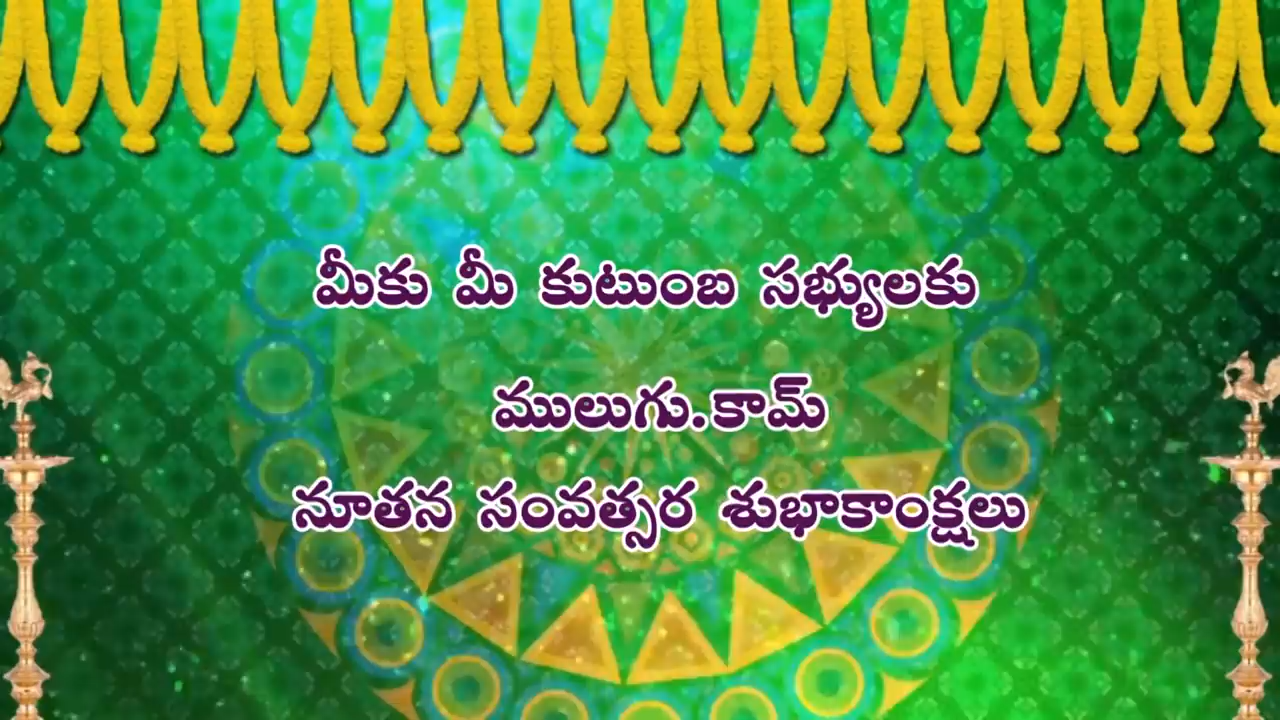 మీకు మీ కుటుంబ సభ్యులకు
ములుగు.కామ్
నూతన సంవత్సర శుభాకాంక్షలు